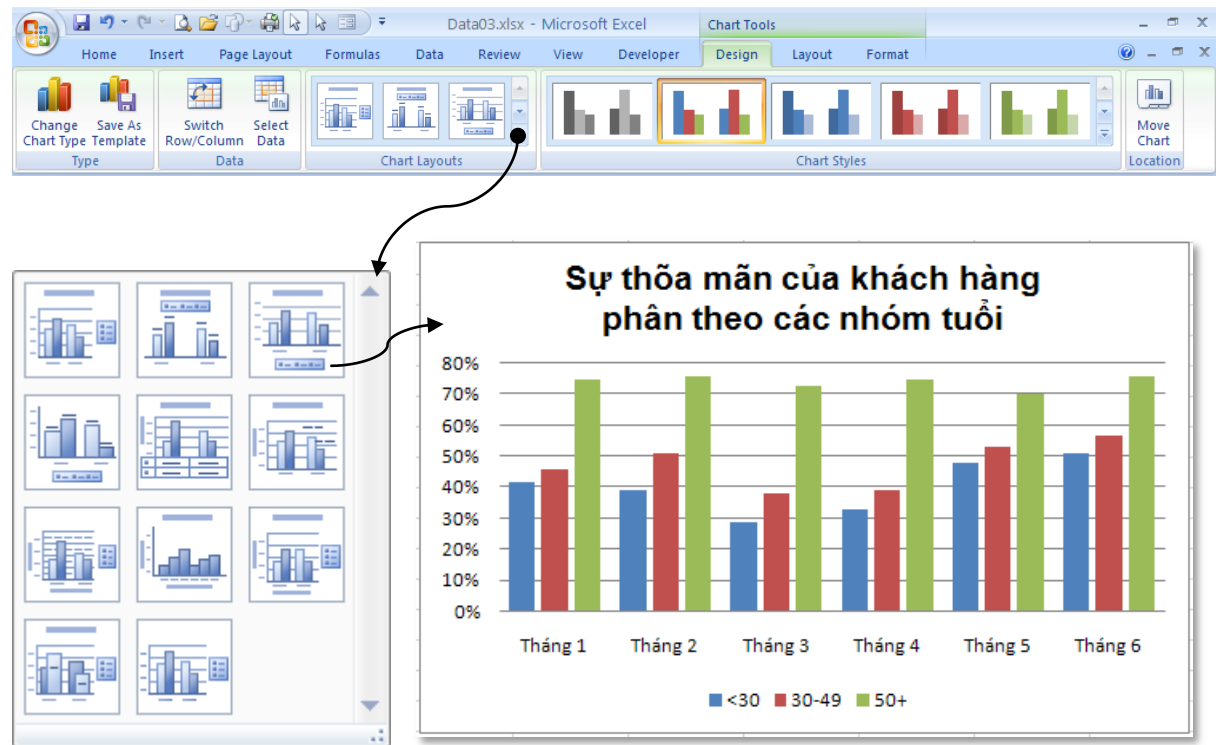 Data03.xlsx - Microsoft Excel
Chart Tools
Home Insert Page Layout Formulas Data Review View Developer Design Layout Format
Change Chart Type
Save As Template
Switch Row/Column
Select Data
Move Chart
Type
Data
Chart Layouts
Chart Styles
Location
Sự thõa mãn của khách hàng
phân theo các nhóm tuổi
80%
70%
60%
50%
40%
30%
20%
10%
0%
Tháng 1 Tháng 2 Tháng 3 Tháng 4 Tháng 5 Tháng 6
<30 30-49 50+